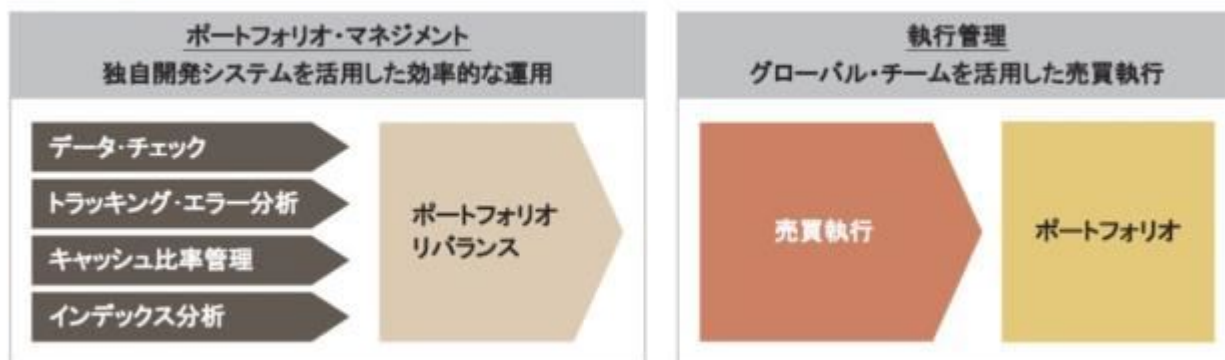 ポートフォリオ・マネジメント
独自開発システムを活用した効率的な運用
データ・チェック
トラッキング・エラー分析
キャッシュ比率管理
インデックス分析
ポートフォリオ
リバランス
執行管理
グローバル・チームを活用した売買執行
売買執行
ポートフォリオ